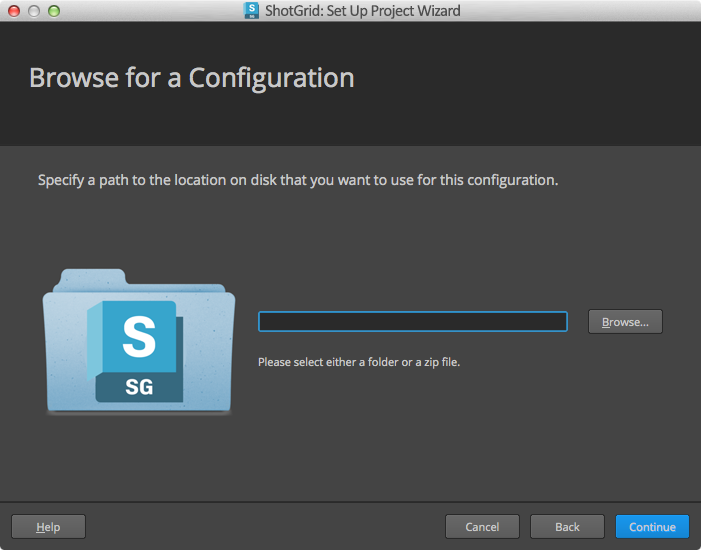 ShotGrid: Set Up Project Wizard
Browse for a Configuration
Specify a path to the location on disk that you want to use for this configuration.
S
SG
Browse...
Please select either a folder or a zip file.
Help
Cancel
Back
Continue